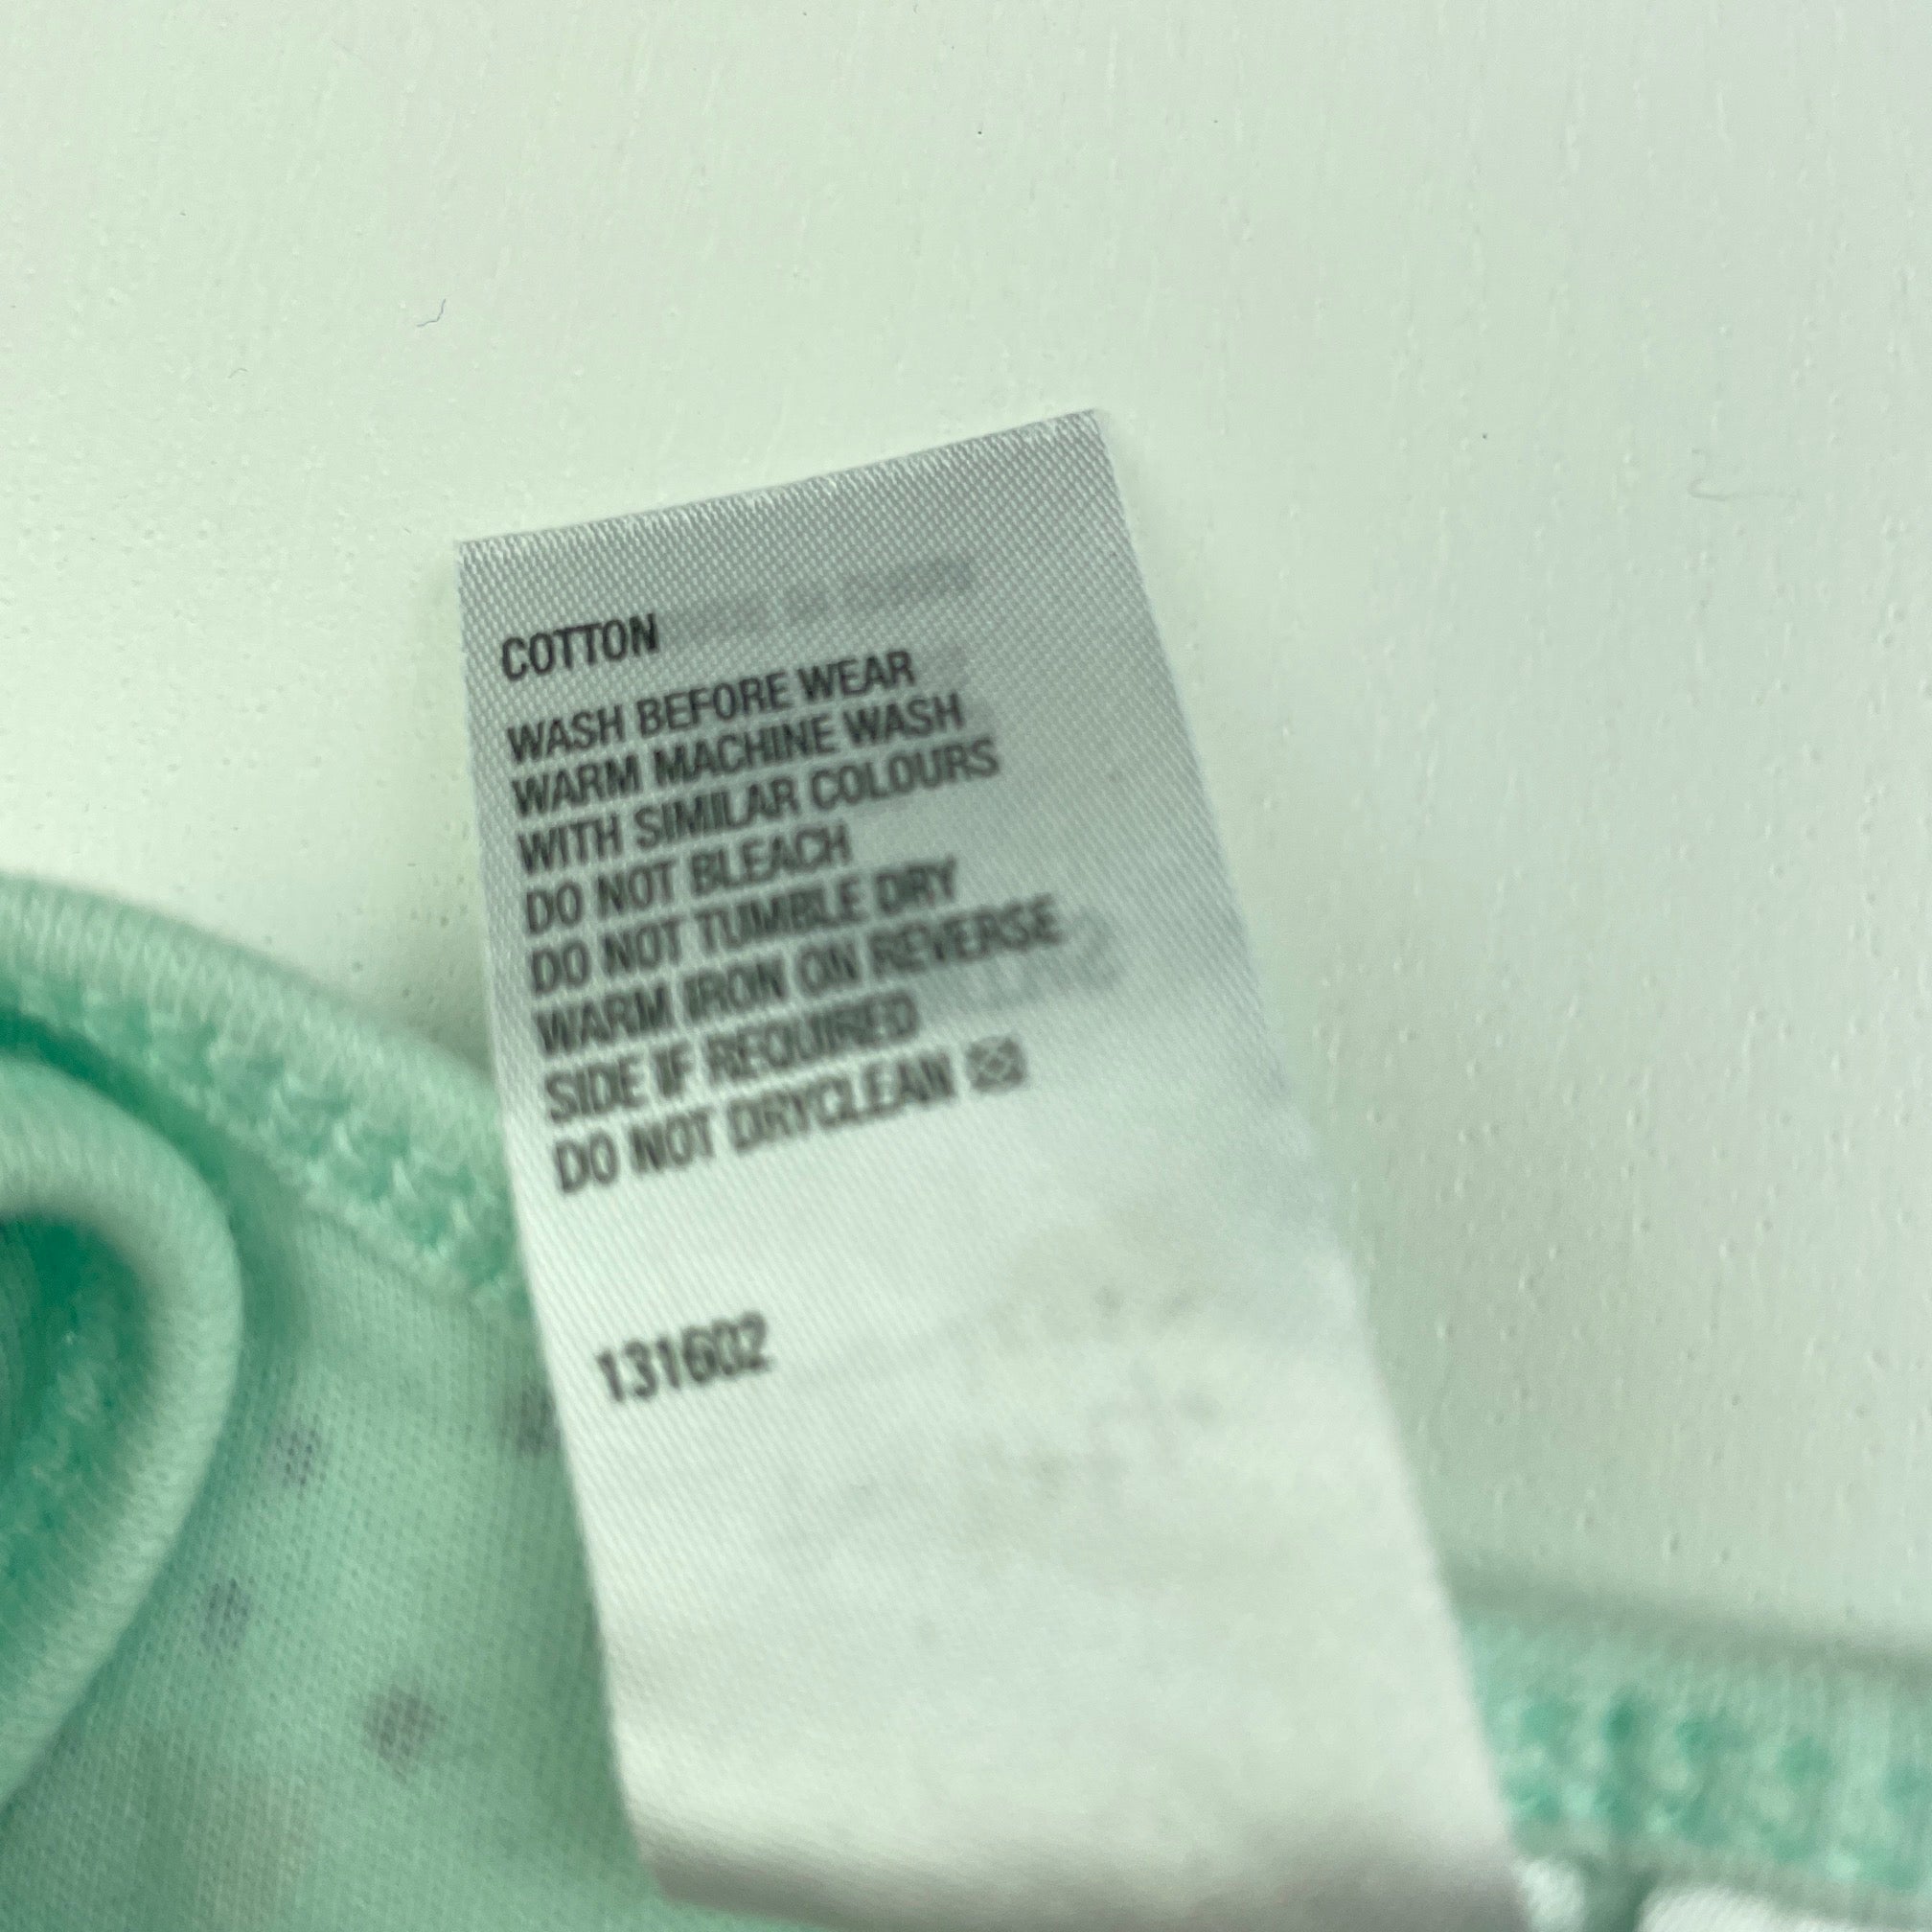 COTTON
WASH BEFORE WEAR
WARM MACHINE WASH
WITH SIMILAR COLOURS
DO NOT BLEACH
DO NOT TUMBLE DRY
WARM IRON ON REVERSE
SIDE IF REQUIRED
DO NOT DRYCLEAN
131602